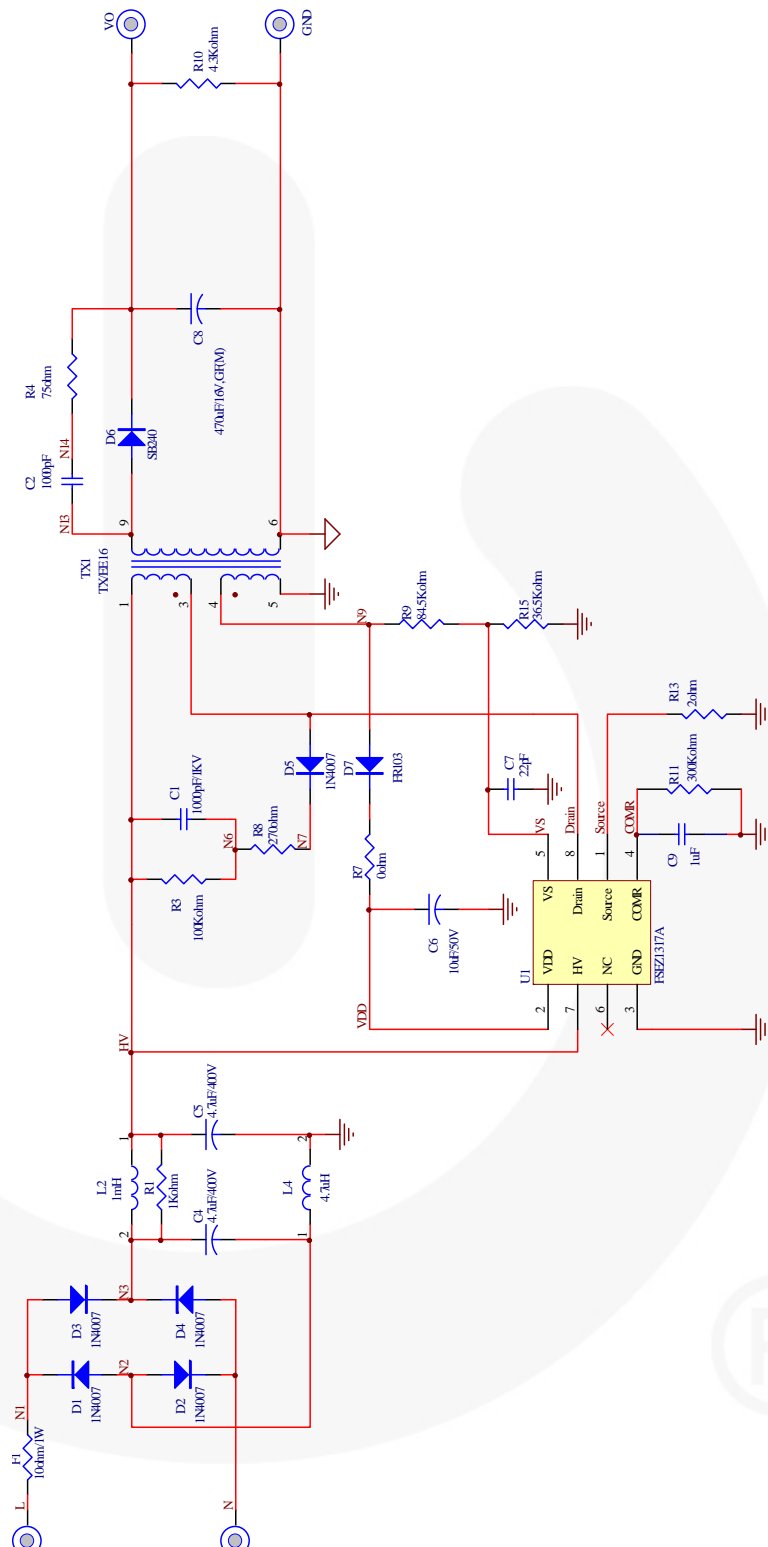 L
F1
10ohm/1W
N1
N
D1
1N4007
D3
1N4007
N2
N3
D2
1N4007
D4
1N4007
2
L2
1mH
1
R1
1Kohm
C4
4.7uF/400V
C5
4.7uF/400V
1
L4
4.7uH
2
HV
R3
100Kohm
C1
1000pF/1KV
N6
R8
270ohm
N7
D5
1N4007
VDD
R7
0ohm
D7
FR103
C6
10uF/50V
N9
R9
84.5Kohm
R15
36.5Kohm
C7
22pF
TX1
TX/EE16
1
3
4
5
9
6
N13
C2
1000pF
N14
R4
75ohm
D6
SB240
C8
470uF/16V, GF(M)
R10
4.3Kohm
VO
GND
U1
FSEZ1317A
2
VDD
7
HV
6
NC
3
GND
VS
5
VS
Drain
8
Drain
Source
1
Source
COMR
4
COMR
C9
1uF
R11
300Kohm
R13
2ohm
R